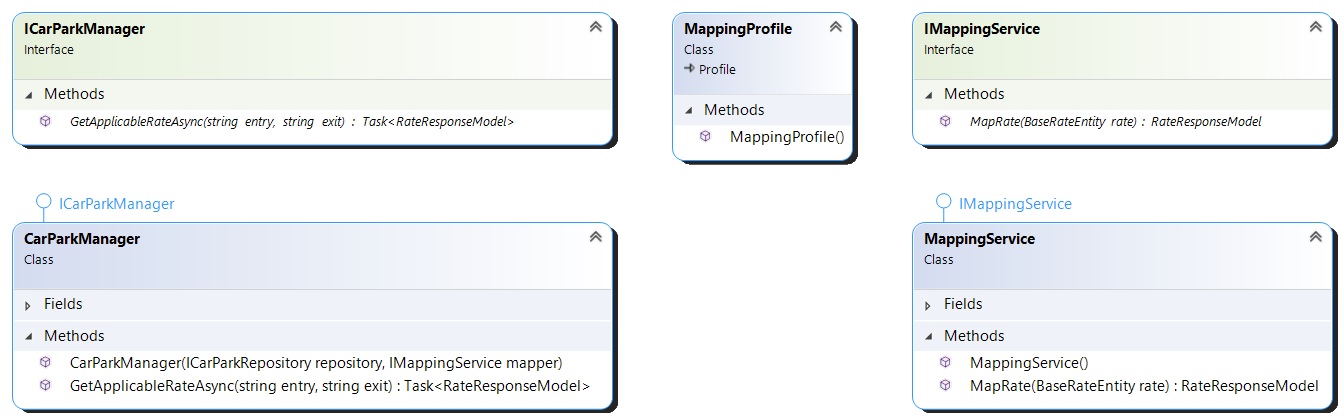 ICarParkManager
Interface
Methods
GetApplicableRateAsync(string entry, string exit) : Task<RateResponseModel>
MappingProfile
Class
Profile
Methods
MappingProfile()
IMappingService
Interface
Methods
MapRate(BaseRateEntity rate) : RateResponseModel
ICarParkManager
CarParkManager
Class
Fields
Methods
CarParkManager(ICarParkRepository repository, IMappingService mapper)
GetApplicableRateAsync(string entry, string exit) : Task<RateResponseModel>
IMappingService
MappingService
Class
Fields
Methods
MappingService()
MapRate(BaseRateEntity rate) : RateResponseModel